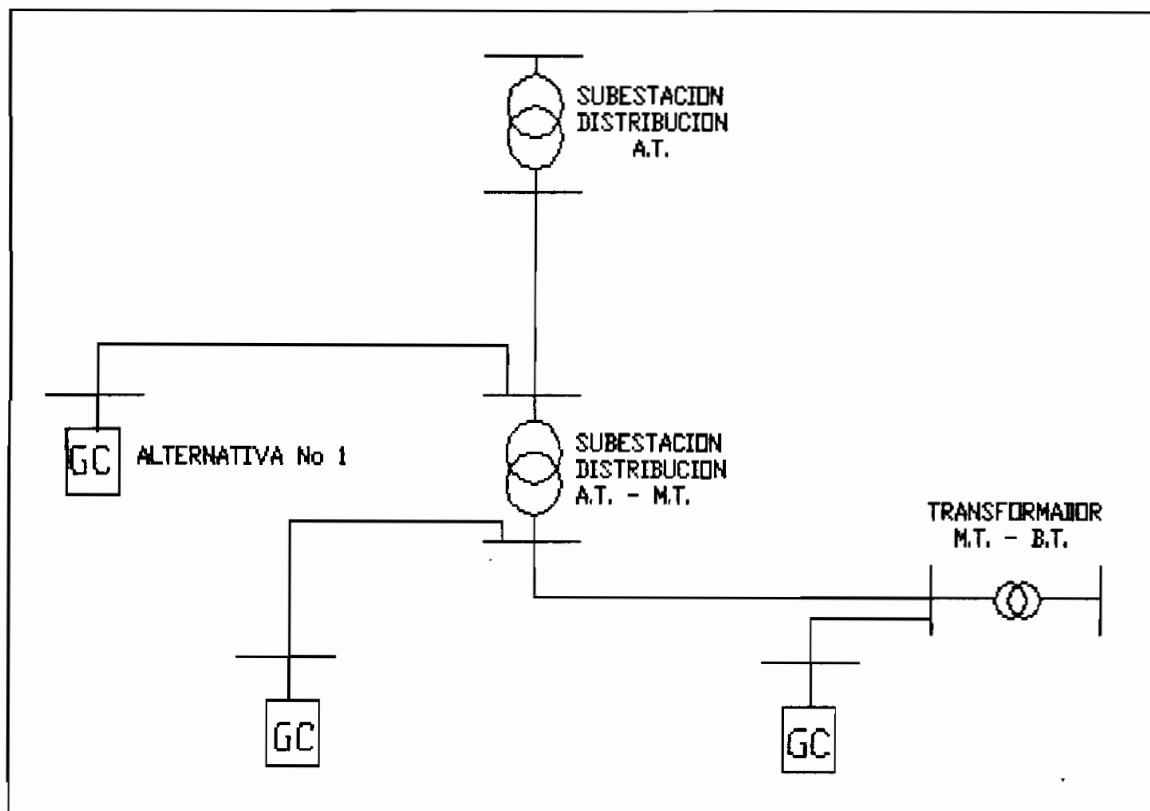 SUBESTACION
DISTRIBUCION
A.T.
GC
ALTERNATIVA No 1
SUBESTACION
DISTRIBUCION
A.T. - M.T.
TRANSFORMADOR
M.T. - B.T.
GC
GC